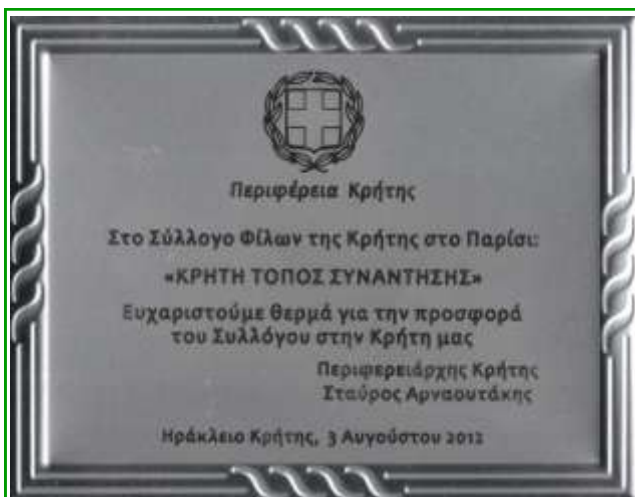 Περιφέρεια Κρήτης
Στο Σύλλογο Φίλων της Κρήτης στο Παρίσι:
«ΚΡΗΤΗ ΤΟΠΟΣ ΣΥΝΑΝΤΗΣΗΣ»
Ευχαριστούμε θερμά για την προσφορά
του Συλλόγου στην Κρήτη μας
Περιφερειάρχης Κρήτης
Σταύρος Αρναουτάκης
Ηράκλειο Κρήτης, 3 Αυγούστου 2012